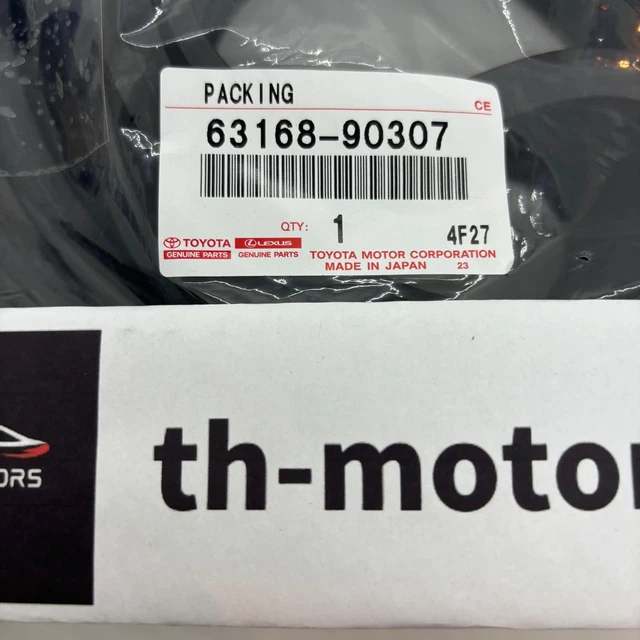 PACKING
CE
63168-90307
QTY: 1
4F27
TOYOTA
GENUINE PARTS
LEXUS
GENUINE PARTS
TOYOTA MOTOR CORPORATION
MADE IN JAPAN 23
ORS
th-motor